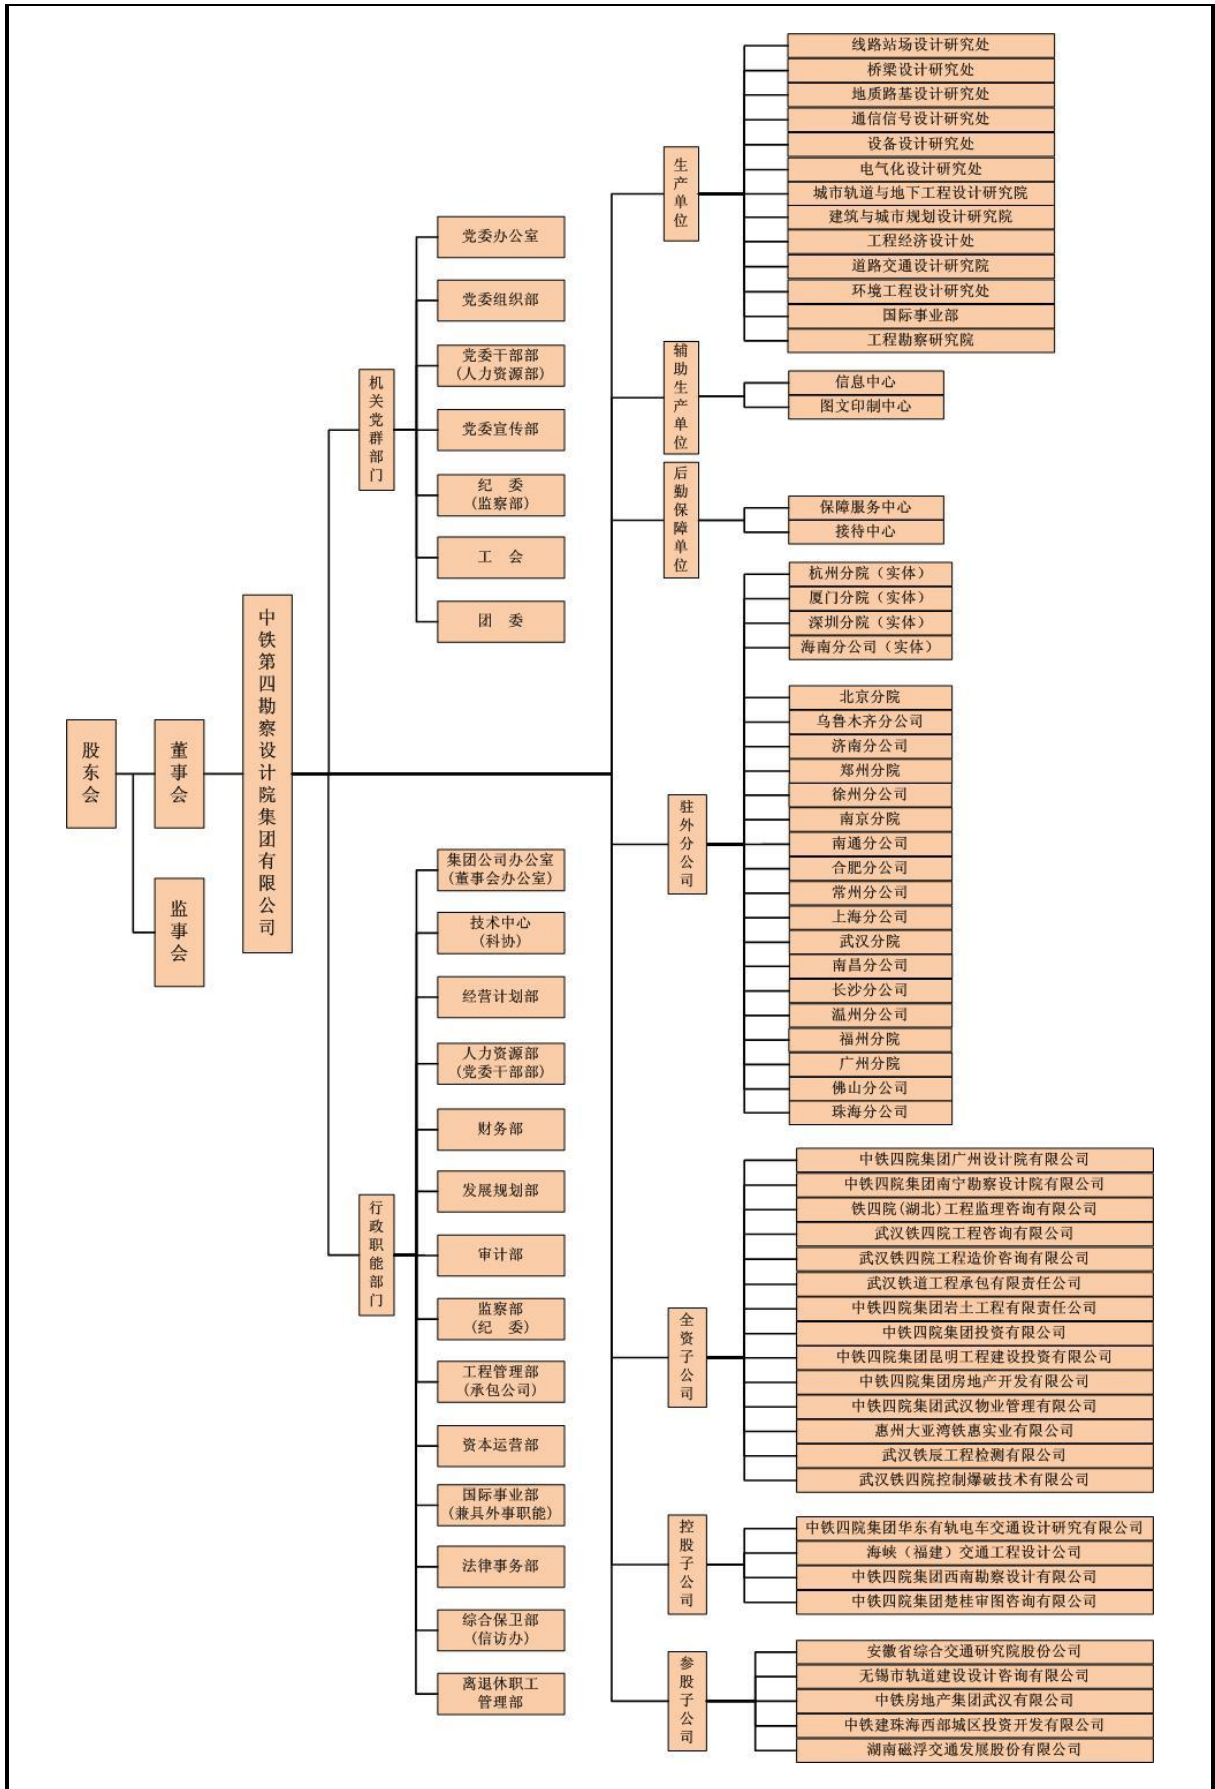 股东会
董事会
监事会
中铁第四勘察设计院集团有限公司
机关党群部门
党委办公室
党委组织部
党委干部部
(人力资源部)
党委宣传部
纪　委
(监察部)
工　会
团　委
行政职能部门
集团公司办公室
(董事会办公室)
技术中心
(科协)
经营计划部
人力资源部
(党委干部部)
财务部
发展规划部
审计部
监察部
(纪　委)
工程管理部
(承包公司)
资本运营部
国际事业部
(兼具外事职能)
法律事务部
综合保卫部
(信访办)
离退休职工
管理部
生产单位
线路站场设计研究处
桥梁设计研究处
地质路基设计研究处
通信信号设计研究处
设备设计研究处
电气化设计研究处
城市轨道与地下工程设计研究院
建筑与城市规划设计研究院
工程经济设计处
道路交通设计研究院
环境工程设计研究处
国际事业部
工程勘察研究院
辅助生产单位
信息中心
图文印制中心
后勤保障单位
保障服务中心
接待中心
驻外分公司
杭州分院（实体）
厦门分院（实体）
深圳分院（实体）
海南分公司（实体）
北京分院
乌鲁木齐分公司
济南分公司
郑州分院
徐州分公司
南京分院
南通分公司
合肥分公司
常州分公司
上海分公司
武汉分院
南昌分公司
长沙分公司
温州分公司
福州分院
广州分院
佛山分公司
珠海分公司
全资子公司
中铁四院集团广州设计院有限公司
中铁四院集团南宁勘察设计院有限公司
铁四院(湖北)工程监理咨询有限公司
武汉铁四院工程咨询有限公司
武汉铁四院工程造价咨询有限公司
武汉铁道工程承包有限责任公司
中铁四院集团岩土工程有限责任公司
中铁四院集团投资有限公司
中铁四院集团昆明工程建设投资有限公司
中铁四院集团房地产开发有限公司
中铁四院集团武汉物业管理有限公司
惠州大亚湾铁惠实业有限公司
武汉铁辰工程检测有限公司
武汉铁四院控制爆破技术有限公司
控股子公司
中铁四院集团华东有轨电车交通设计研究有限公司
海峡（福建）交通工程设计公司
中铁四院集团西南勘察设计有限公司
中铁四院集团楚桂审图咨询有限公司
参股子公司
安徽省综合交通研究院股份公司
无锡市轨道建设设计咨询有限公司
中铁房地产集团武汉有限公司
中铁建珠海西部城区投资开发有限公司
湖南磁浮交通发展股份有限公司